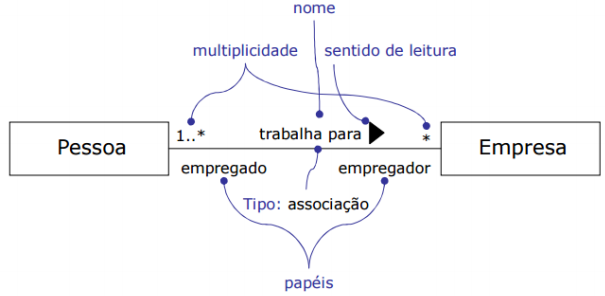 nome
multiplicidade sentido de leitura
Pessoa 1..* trabalha para * Empresa
empregado empregador
Tipo: associação
papéis